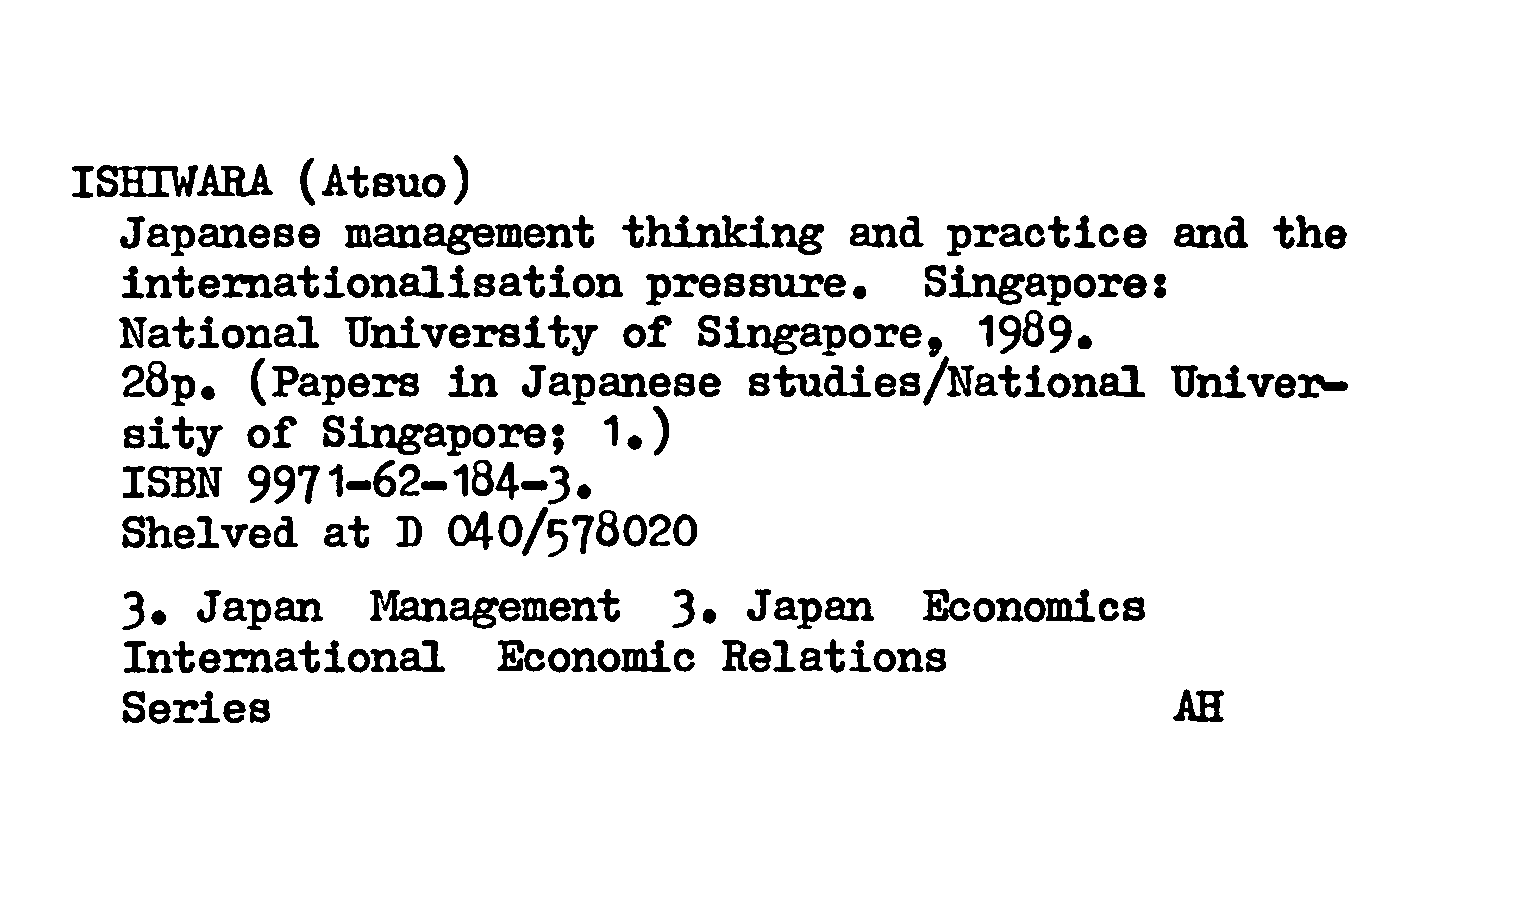 ISHIWARA (Atsuo)
Japanese management thinking and practice and the
internationalisation pressure. Singapore:
National University of Singapore, 1989.
28p. (Papers in Japanese studies/National Univer-
sity of Singapore; 1.)
ISBN 9971-62-184-3.
Shelved at D 040/578020
3. Japan Management 3. Japan Economics
International Economic Relations
Series AH